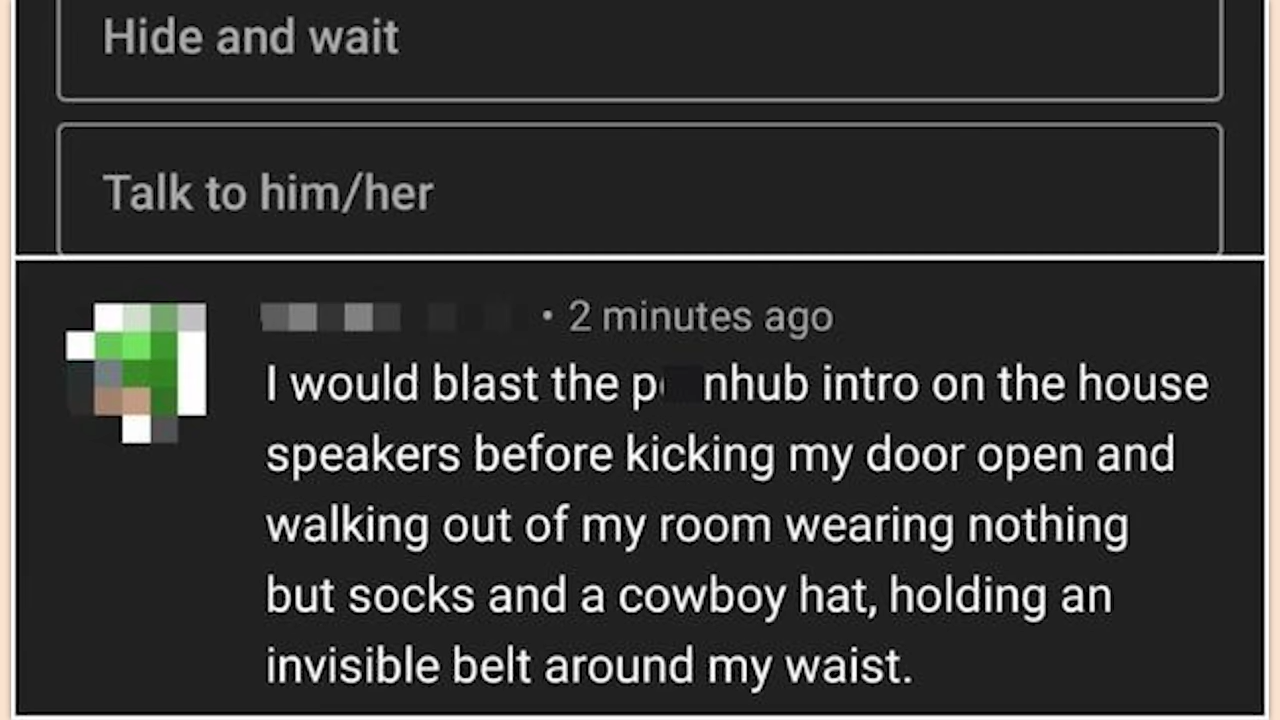 Hide and wait
Talk to him/her
• 2 minutes ago
I would blast the p nhub intro on the house
speakers before kicking my door open and
walking out of my room wearing nothing
but socks and a cowboy hat, holding an
invisible belt around my waist.